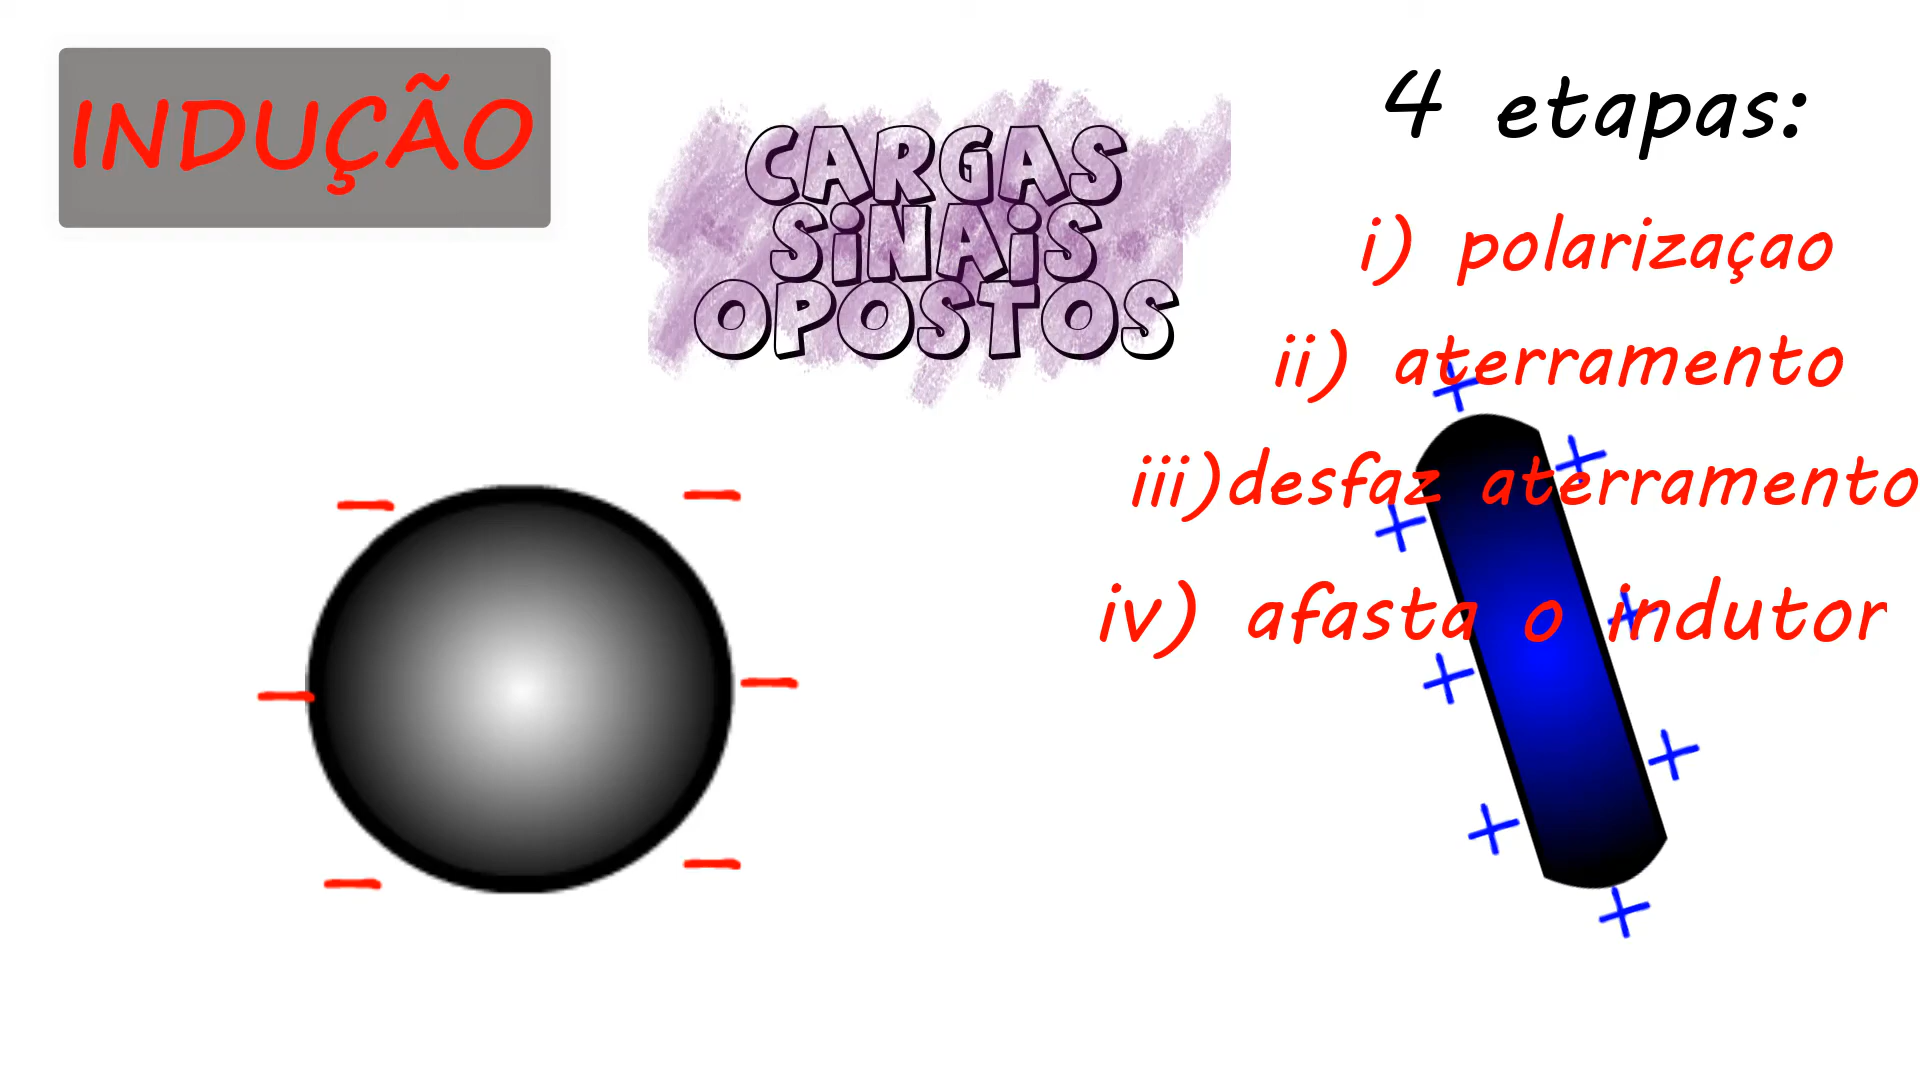 INDUÇÃO
CARGAS
SiNAiS
OPOSTOS
4 etapas:
i) polarizaçao
ii) aterramento
iii)desfaz aterramento
iv) afasta o indutor